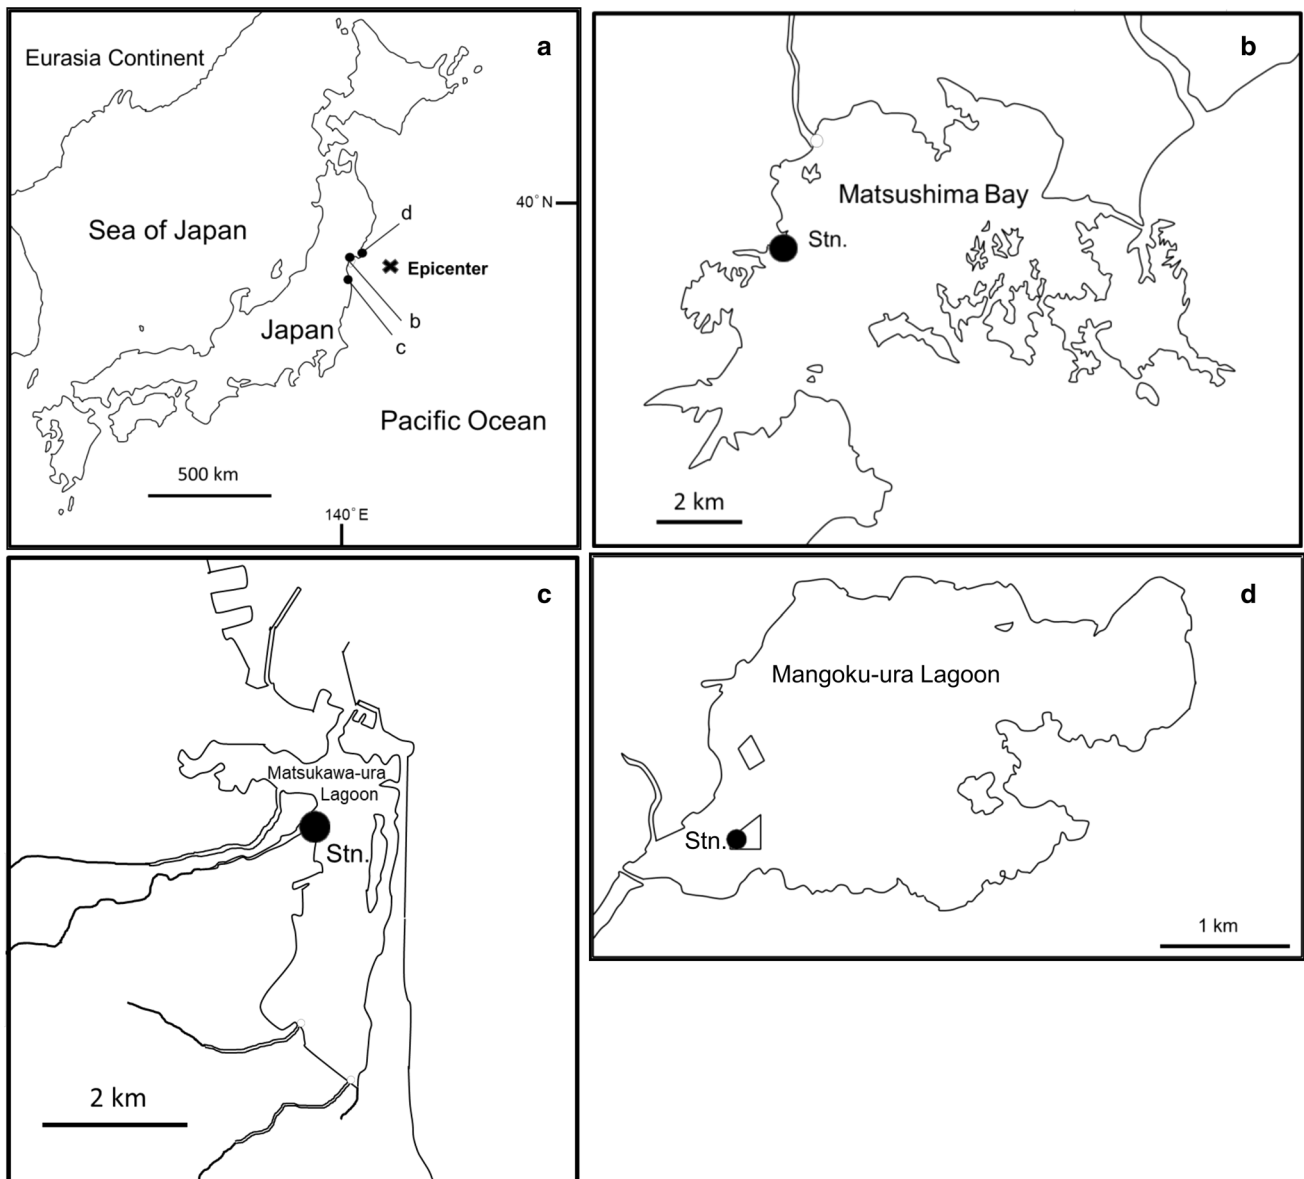 a
Eurasia Continent
40°N
d
Sea of Japan
Epicenter
b
Japan
c
Pacific Ocean
500 km
140°E
b
Matsushima Bay
Stn.
2 km
c
Matsukawa-ura
Lagoon
Stn.
2 km
d
Mangoku-ura Lagoon
Stn.
1 km